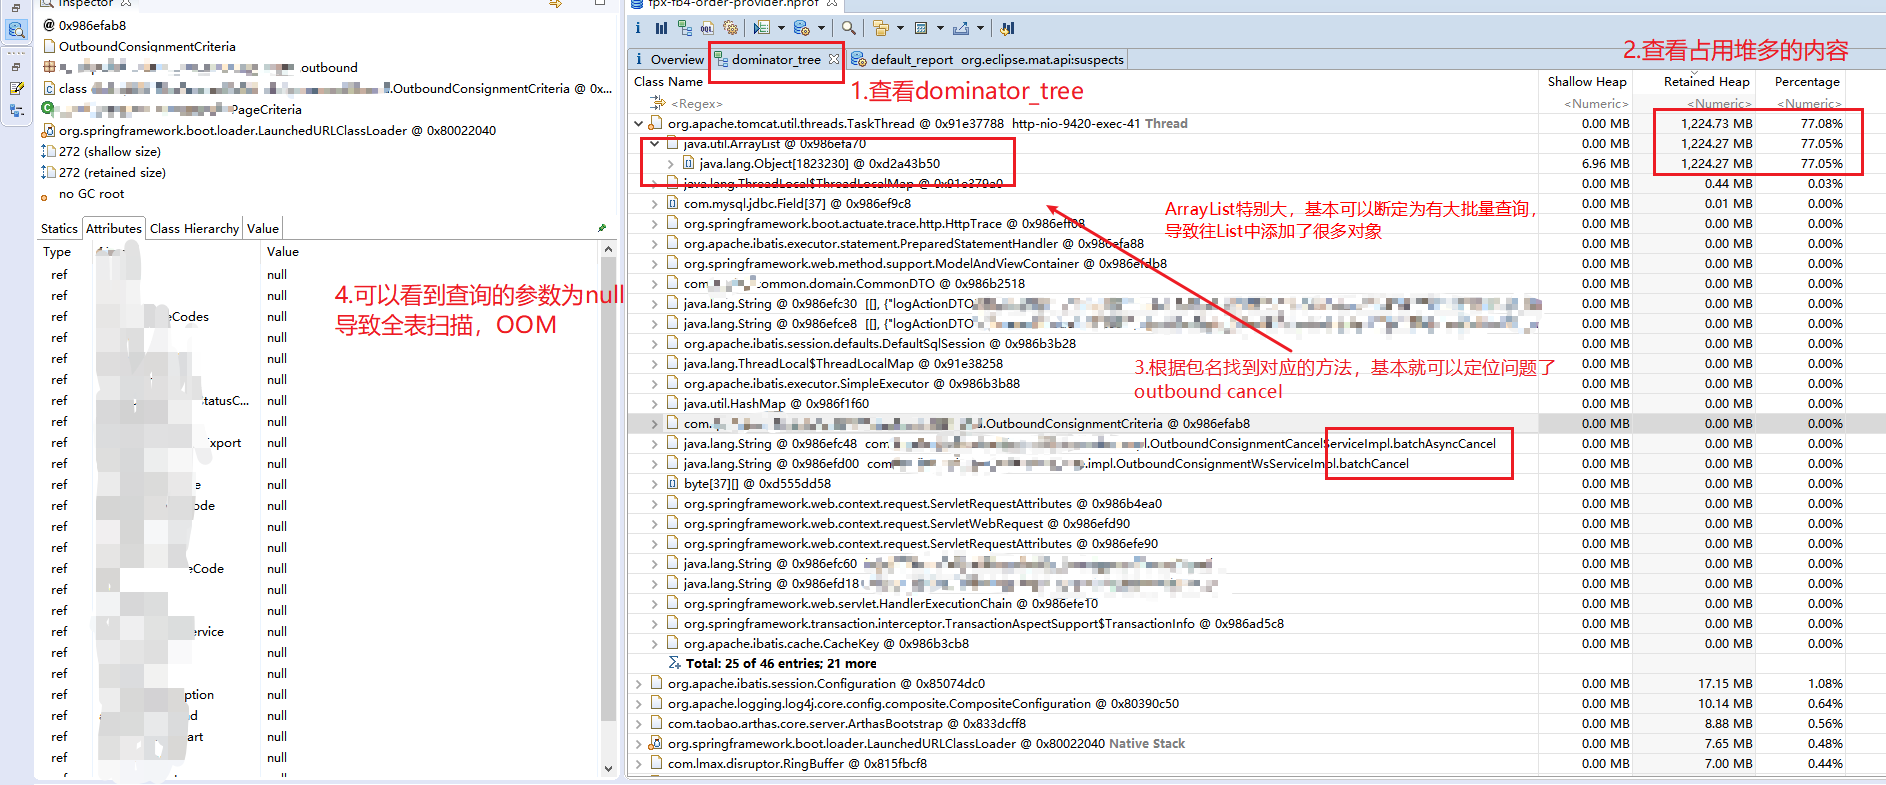 Inspector
@ 0x986efab8
OutboundConsignmentCriteria
outbound
class .OutboundConsignmentCriteria @ 0x...
PageCriteria
org.springframework.boot.loader.LaunchedURLClassLoader @ 0x80022040
272 (shallow size)
272 (retained size)
no GC root
Statics Attributes Class Hierarchy Value
Type Value
ref null
ref null
ref eCodes null
ref null
ref null
ref null
ref statusC... null
ref null
ref Export null
ref null
ref e null
ref ode null
ref null
ref null
ref eCode null
ref null
ref null
ref ervice null
ref null
ref null
ref ption null
ref d null
ref art null
ref null
4.可以看到查询的参数为null
导致全表扫描，OOM
fpx-fb4-order-provider.hprof
i Overview dominator_tree default_report org.eclipse.mat.api:suspects
1.查看dominator_tree
2.查看占用堆多的内容
Class Name Shallow Heap Retained Heap Percentage
<Regex> <Numeric> <Numeric> <Numeric>
org.apache.tomcat.util.threads.TaskThread @ 0x91e37788 http-nio-9420-exec-41 Thread 0.00 MB 1,224.73 MB 77.08%
java.util.ArrayList @ 0x986efa70 0.00 MB 1,224.27 MB 77.05%
java.lang.Object[1823230] @ 0xd2a43b50 6.96 MB 1,224.27 MB 77.05%
java.lang.ThreadLocal$ThreadLocalMap @ 0x91e379a0 0.00 MB 0.44 MB 0.03%
com.mysql.jdbc.Field[37] @ 0x986ef9c8 0.00 MB 0.01 MB 0.00%
org.springframework.boot.actuate.trace.http.HttpTrace @ 0x986eff08 0.00 MB 0.00 MB 0.00%
org.apache.ibatis.executor.statement.PreparedStatementHandler @ 0x986efa88 0.00 MB 0.00 MB 0.00%
org.springframework.web.method.support.ModelAndViewContainer @ 0x986efdb8 0.00 MB 0.00 MB 0.00%
com. common.domain.CommonDTO @ 0x986b2518 0.00 MB 0.00 MB 0.00%
java.lang.String @ 0x986efc30 [[], {"logActionDTO 0.00 MB 0.00 MB 0.00%
java.lang.String @ 0x986efce8 [[], {"logActionDTO 0.00 MB 0.00 MB 0.00%
org.apache.ibatis.session.defaults.DefaultSqlSession @ 0x986b3b28 0.00 MB 0.00 MB 0.00%
java.lang.ThreadLocal$ThreadLocalMap @ 0x91e38258 0.00 MB 0.00 MB 0.00%
org.apache.ibatis.executor.SimpleExecutor @ 0x986b3b88 0.00 MB 0.00 MB 0.00%
java.util.HashMap @ 0x986f1f60 0.00 MB 0.00 MB 0.00%
com. .OutboundConsignmentCriteria @ 0x986efab8 0.00 MB 0.00 MB 0.00%
java.lang.String @ 0x986efc48 com. .OutboundConsignmentCancelServiceImpl.batchAsyncCancel 0.00 MB 0.00 MB 0.00%
java.lang.String @ 0x986efd00 com .impl.OutboundConsignmentWsServiceImpl.batchCancel 0.00 MB 0.00 MB 0.00%
byte[37][] @ 0xd555dd58 0.00 MB 0.00 MB 0.00%
org.springframework.web.context.request.ServletRequestAttributes @ 0x986b4ea0 0.00 MB 0.00 MB 0.00%
org.springframework.web.context.request.ServletWebRequest @ 0x986efd90 0.00 MB 0.00 MB 0.00%
org.springframework.web.context.request.ServletRequestAttributes @ 0x986efe90 0.00 MB 0.00 MB 0.00%
java.lang.String @ 0x986efc60 0.00 MB 0.00 MB 0.00%
java.lang.String @ 0x986efd18 0.00 MB 0.00 MB 0.00%
org.springframework.web.servlet.HandlerExecutionChain @ 0x986efe10 0.00 MB 0.00 MB 0.00%
org.springframework.transaction.interceptor.TransactionAspectSupport$TransactionInfo @ 0x986ad5c8 0.00 MB 0.00 MB 0.00%
org.apache.ibatis.cache.CacheKey @ 0x986b3cb8 0.00 MB 0.00 MB 0.00%
Total: 25 of 46 entries; 21 more
org.apache.ibatis.session.Configuration @ 0x85074dc0 0.00 MB 17.15 MB 1.08%
org.apache.logging.log4j.core.config.composite.CompositeConfiguration @ 0x80390c50 0.00 MB 10.14 MB 0.64%
com.taobao.arthas.core.server.ArthasBootstrap @ 0x833dcff8 0.00 MB 8.88 MB 0.56%
org.springframework.boot.loader.LaunchedURLClassLoader @ 0x80022040 Native Stack 0.00 MB 7.65 MB 0.48%
com.lmax.disruptor.RingBuffer @ 0x815fbcf8 0.00 MB 7.00 MB 0.44%
ArrayList特别大，基本可以断定为有大批量查询，
导致往List中添加了很多对象
3.根据包名找到对应的方法，基本就可以定位问题了
outbound cancel